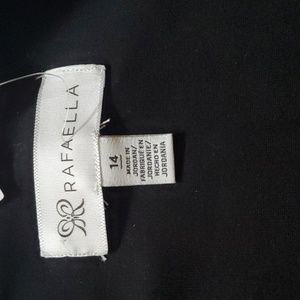 RAFAELLA
14
MADE IN
JORDAN/
FABRIQUÉ EN
JORDANIE/
HECHO EN
JORDANIA